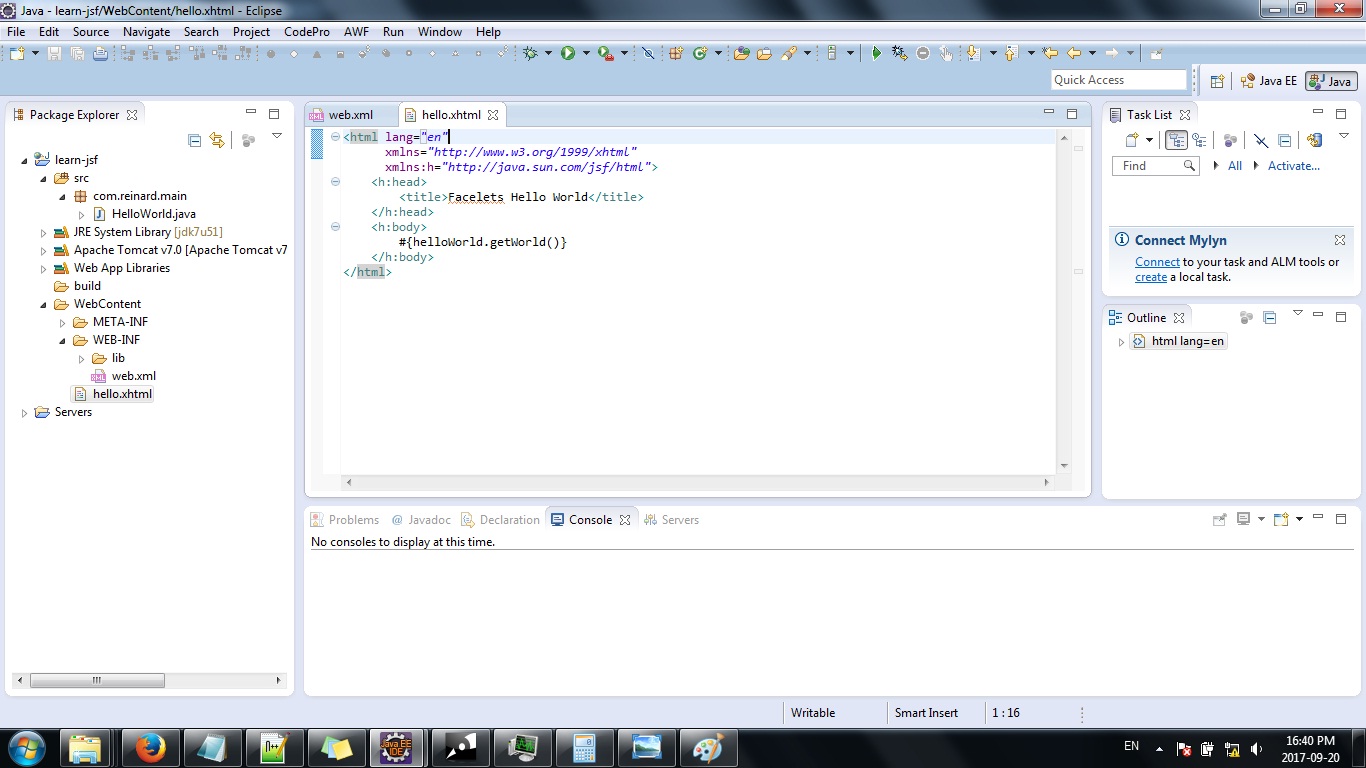 Java - learn-jsf/WebContent/hello.xhtml - Eclipse
File Edit Source Navigate Search Project CodePro AWF Run Window Help
Quick Access
Java EE
Java
Package Explorer
learn-jsf
src
com.reinard.main
HelloWorld.java
JRE System Library [jdk7u51]
Apache Tomcat v7.0 [Apache Tomcat v7
Web App Libraries
build
WebContent
META-INF
WEB-INF
lib
web.xml
hello.xhtml
Servers
web.xml
hello.xhtml
<html lang="en"
xmlns="http://www.w3.org/1999/xhtml"
xmlns:h="http://java.sun.com/jsf/html">
<h:head>
<title>Facelets Hello World</title>
</h:head>
<h:body>
#{helloWorld.getWorld()}
</h:body>
</html>
Task List
Find
All
Activate...
Connect Mylyn
Connect to your task and ALM tools or
create a local task.
Outline
html lang=en
Problems @ Javadoc Declaration Console Servers
No consoles to display at this time.
Writable
Smart Insert
1 : 16
Java EE
IDE
EN
16:40 PM
2017-09-20